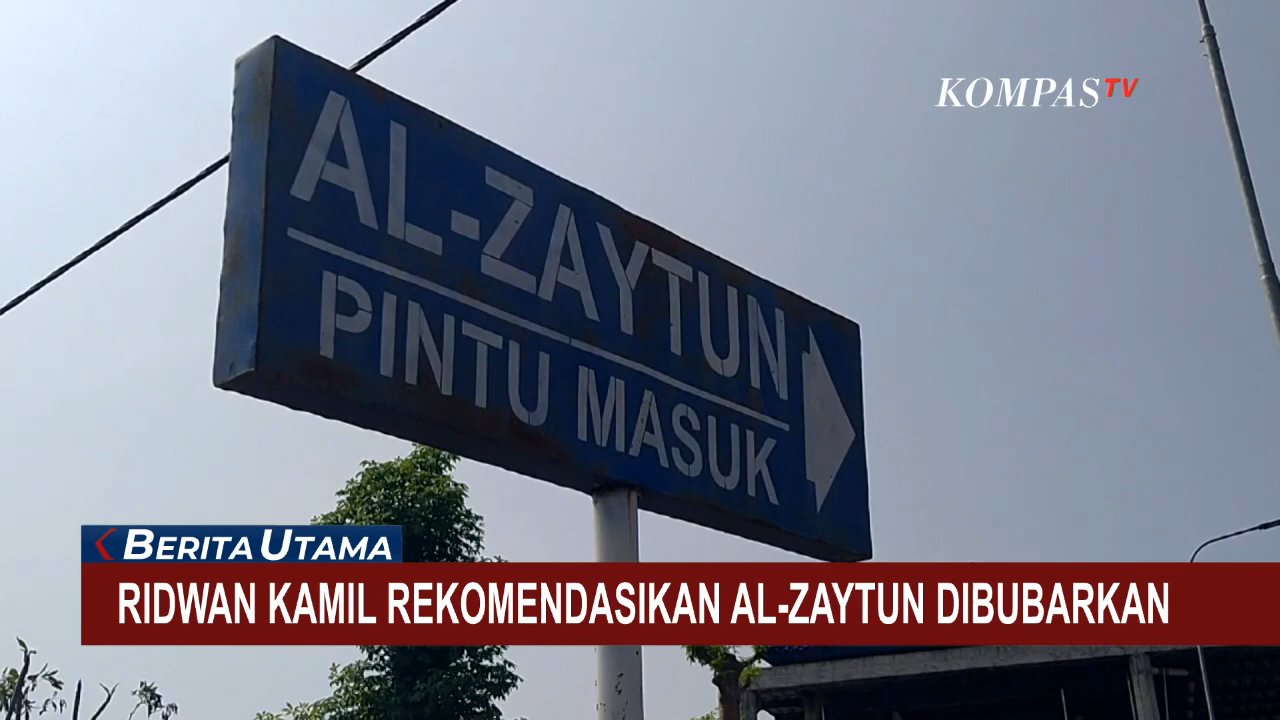 KOMPASTV
AL-ZAYTUN
PINTU MASUK
BERITA UTAMA
RIDWAN KAMIL REKOMENDASIKAN AL-ZAYTUN DIBUBARKAN